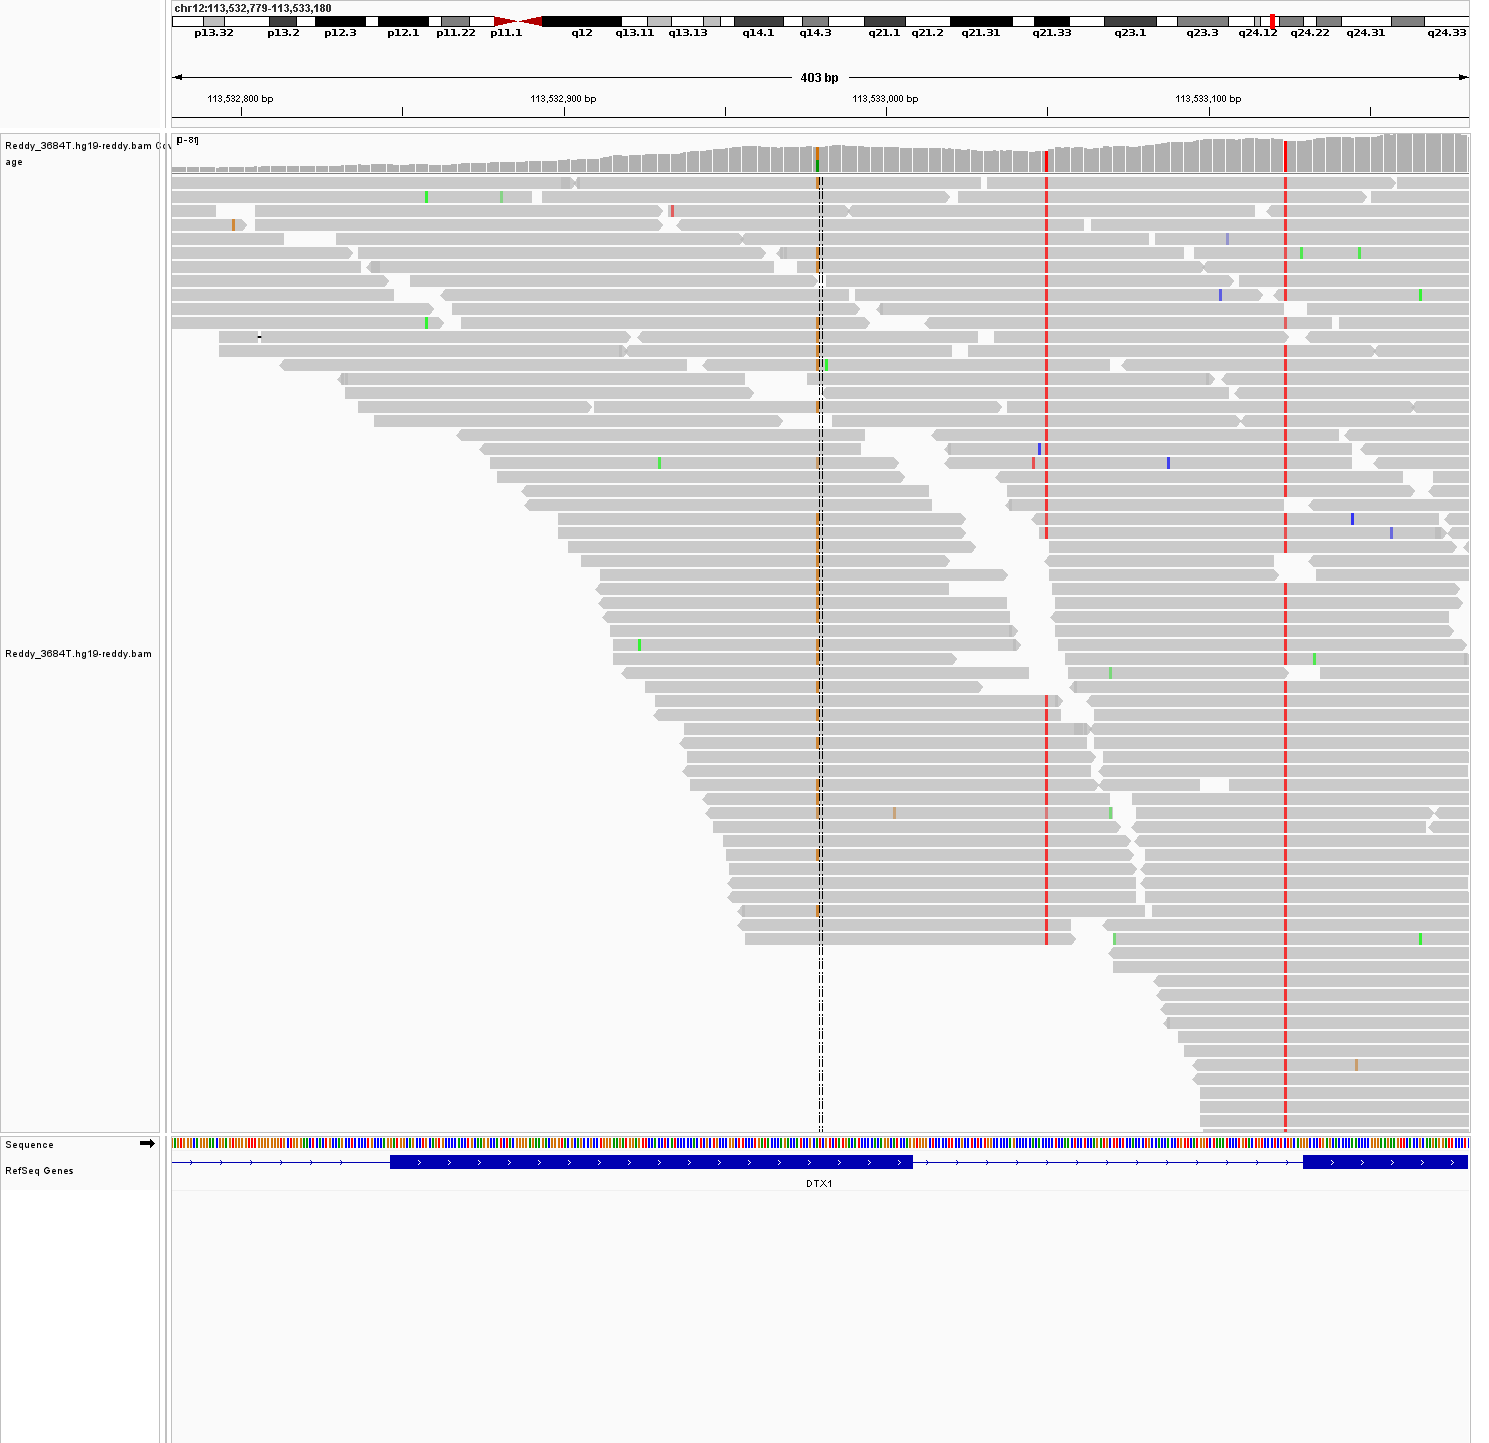 chr12:113,532,779-113,533,180
p13.32 p13.2 p12.3 p12.1 p11.22 p11.1 q12 q13.11 q13.13 q14.1 q14.3 q21.1 q21.2 q21.31 q21.33 q23.1 q23.3 q24.12 q24.22 q24.31 q24.33
403 bp
113,532,800 bp 113,532,900 bp 113,533,000 bp 113,533,100 bp
[0-81]
Reddy_3684T.hg19-reddy.bam Cov
age
Reddy_3684T.hg19-reddy.bam
Sequence
RefSeq Genes
DTX1